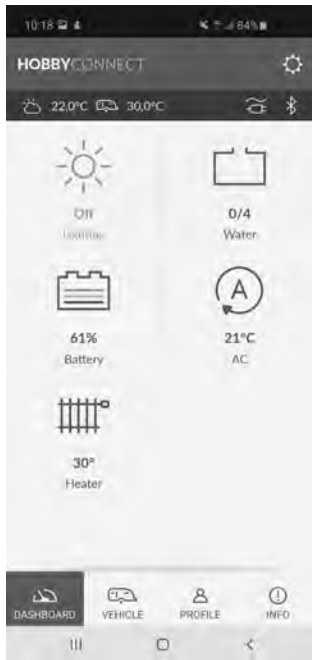 10:18 84%
HOBBYCONNECT
22,0°C 30,0°C
Off
0/4
Water
61%
Battery
21°C
A
AC
30°
Heater
DASHBOARD VEHICLE PROFILE INFO